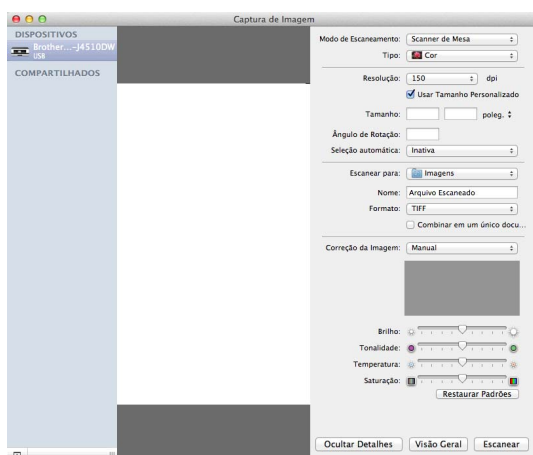 Captura de Imagem
DISPOSITIVOS
Brother...-J4510DW
USB
COMPARTILHADOS
Modo de Escaneamento: Scanner de Mesa
Tipo: Cor
Resolução: 150 dpi
Usar Tamanho Personalizado
Tamanho: poleg.
Ângulo de Rotação:
Seleção automática: Inativa
Escanear para: Imagens
Nome: Arquivo Escaneado
Formato: TIFF
Combinar em um único docu...
Correção da Imagem: Manual
Brilho:
Tonalidade:
Temperatura:
Saturação:
Restaurar Padrões
Ocultar Detalhes Visão Geral Escanear